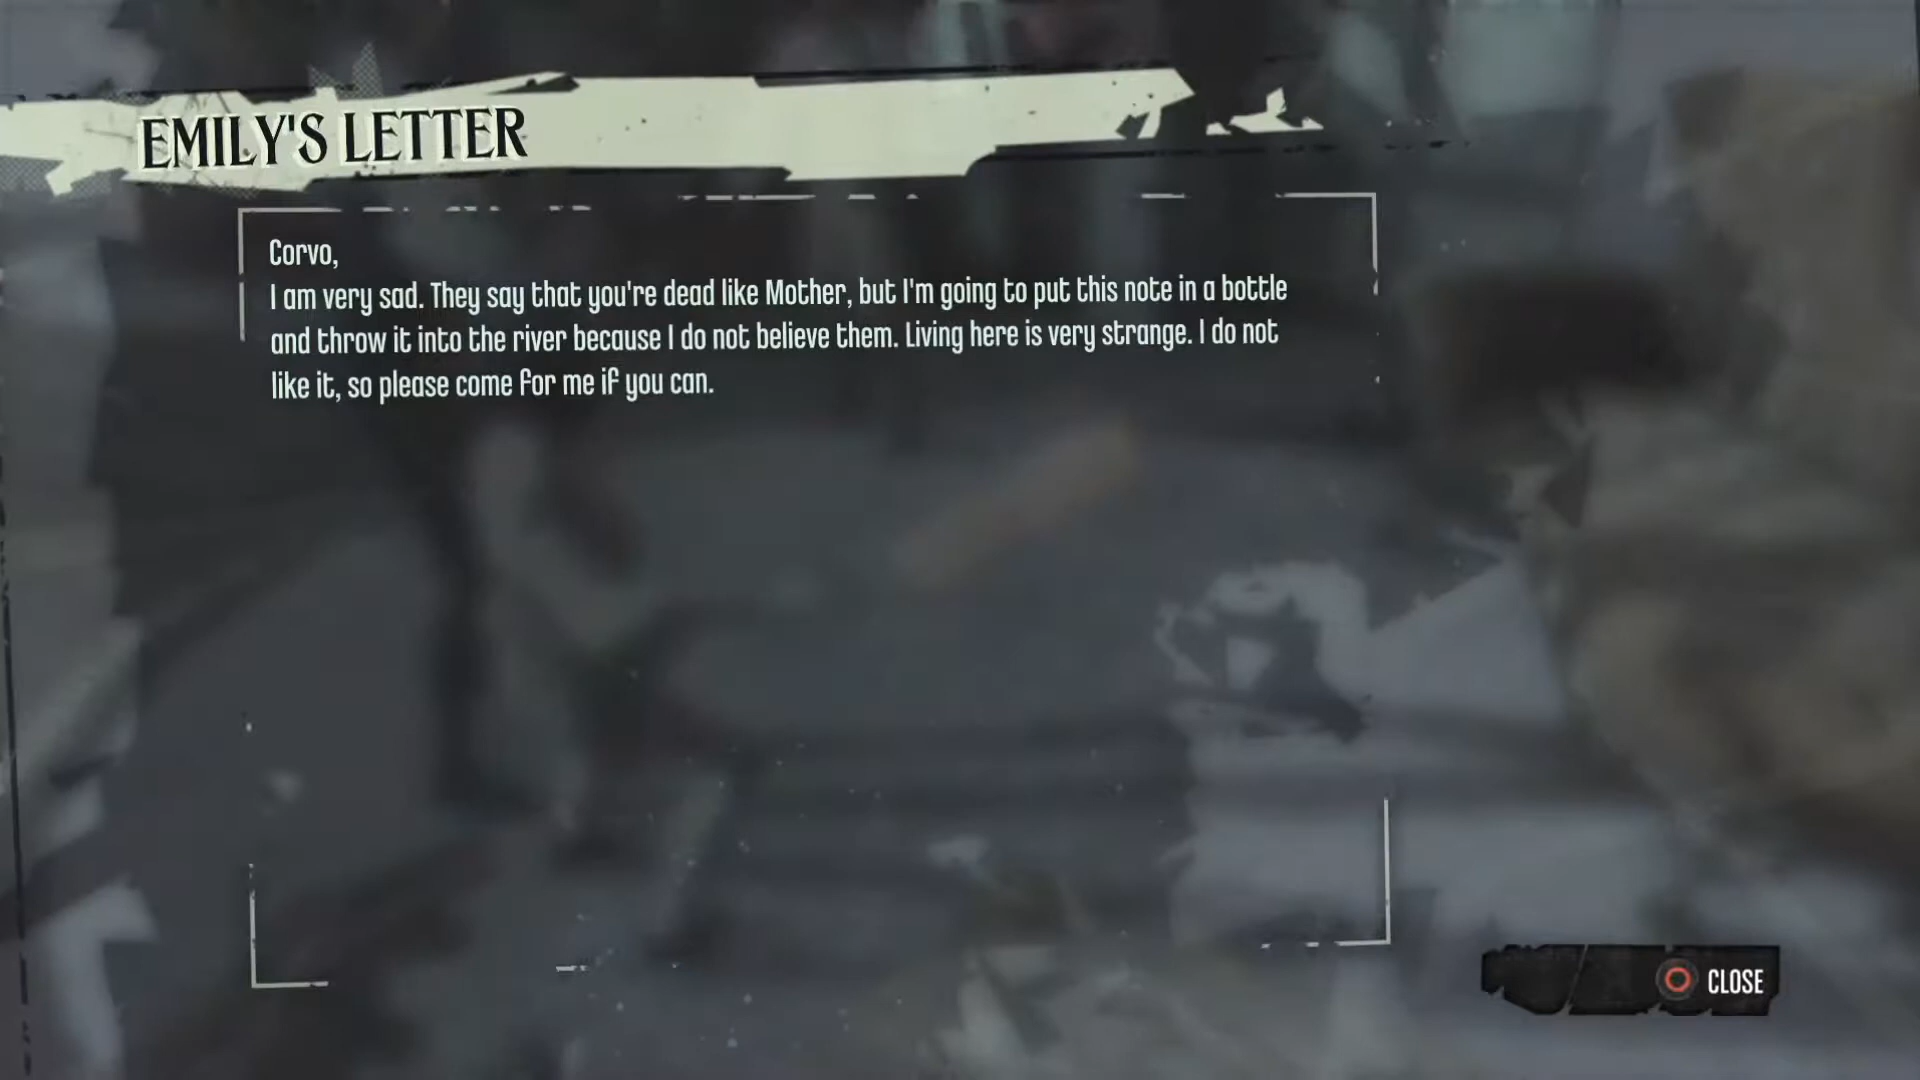 EMILY'S LETTER
Corvo,
I am very sad. They say that you're dead like Mother, but I'm going to put this note in a bottle
and throw it into the river because I do not believe them. Living here is very strange. I do not
like it, so please come for me if you can.
CLOSE